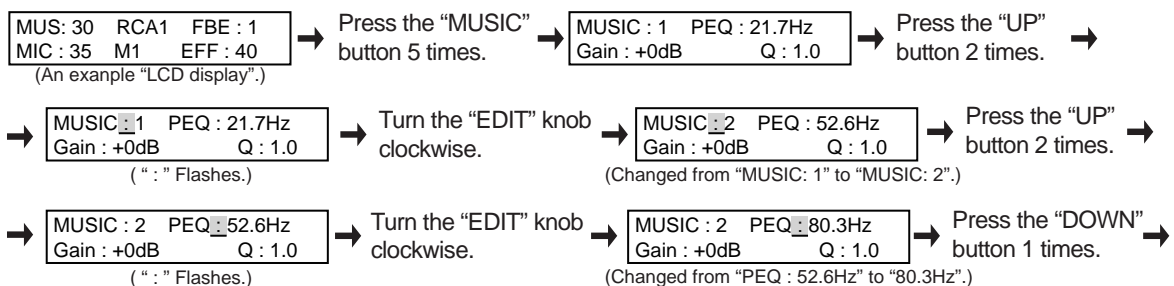 MUS: 30 RCA1 FBE : 1
MIC : 35 M1 EFF : 40
(An example “LCD display”.)
Press the “MUSIC”
button 5 times.
MUSIC : 1 PEQ : 21.7Hz
Gain : +0dB Q : 1.0
Press the “UP”
button 2 times.
MUSIC : 1 PEQ : 21.7Hz
Gain : +0dB Q : 1.0
( “ : ” Flashes.)
Turn the “EDIT” knob
clockwise.
MUSIC : 2 PEQ : 52.6Hz
Gain : +0dB Q : 1.0
(Changed from “MUSIC: 1” to “MUSIC: 2”.)
Press the “UP”
button 2 times.
MUSIC : 2 PEQ : 52.6Hz
Gain : +0dB Q : 1.0
( “ : ” Flashes.)
Turn the “EDIT” knob
clockwise.
MUSIC : 2 PEQ : 80.3Hz
Gain : +0dB Q : 1.0
(Changed from “PEQ : 52.6Hz” to “80.3Hz”.)
Press the “DOWN”
button 1 times.